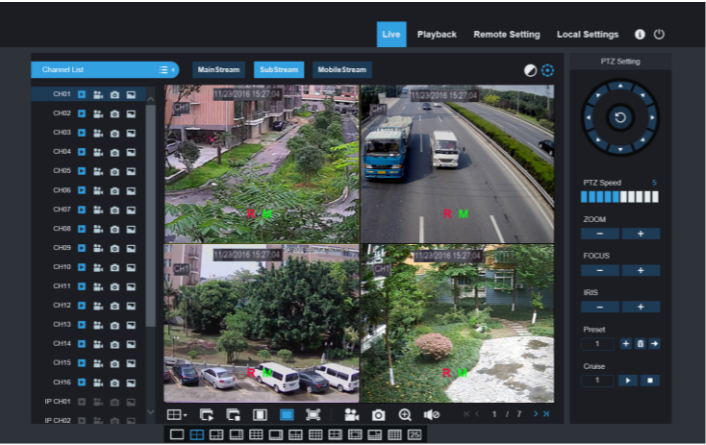 Live Playback Remote Setting Local Settings
Channel List
MainStream SubStream MobileStream
PTZ Setting
CH01
CH02
CH03
CH04
CH05
CH06
CH07
CH08
CH09
CH10
CH11
CH12
CH13
CH14
CH15
CH16
IP CH01
IP CH02
11/23/2016 15:27:04
CH1
R M
11/23/2016 15:27:04
R M
11/23/2016 15:27:04
CH1
R M
11/23/2016 15:27:04
CH1
R M
PTZ Speed 5
ZOOM
FOCUS
IRIS
Preset
1
Cruise
1
1 / 7